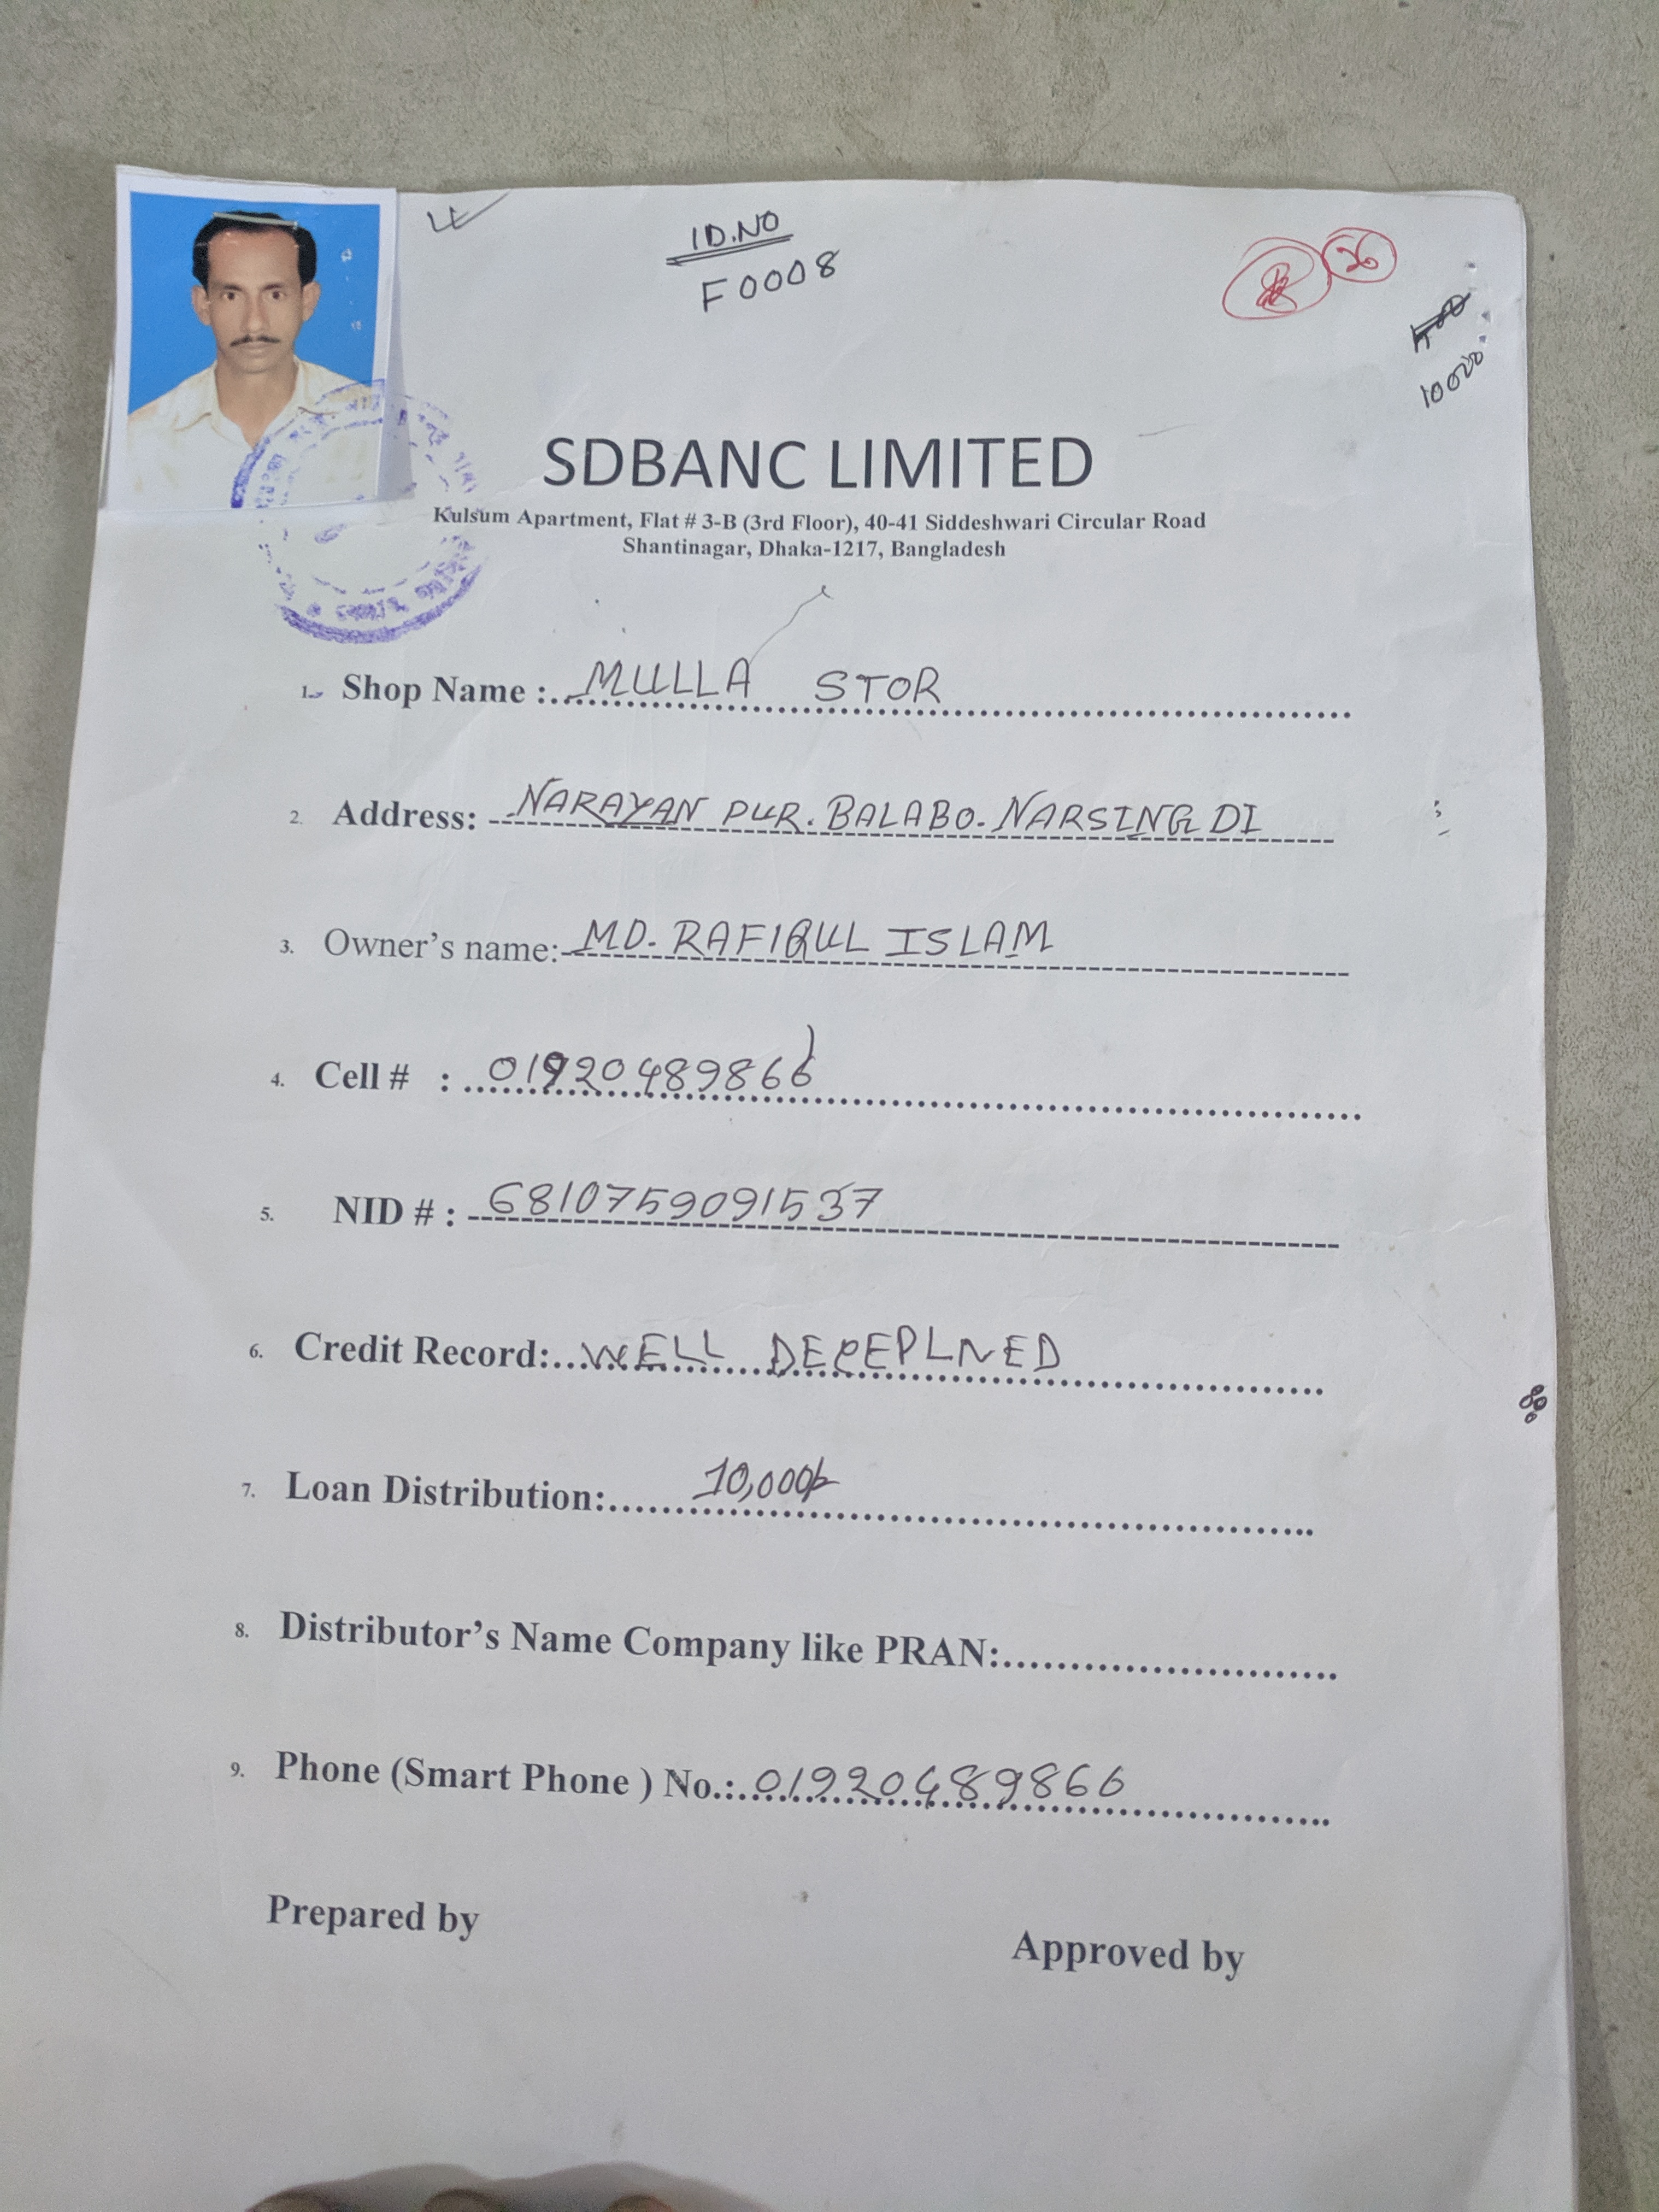 ID.NO
F0008
26
10000
SDBANC LIMITED
Kulsum Apartment, Flat # 3-B (3rd Floor), 40-41 Siddeshwari Circular Road
Shantinagar, Dhaka-1217, Bangladesh
1. Shop Name :. MULLA STOR
2. Address: NARAYAN PUR. BALABO. NARSINGDI
3. Owner's name: MD. RAFIQUL ISLAM
4. Cell # : 01920489866
5. NID # : 6810759091537
6. Credit Record: WELL DECEPLNED
7. Loan Distribution: 10,000/-
8. Distributor's Name Company like PRAN:
9. Phone (Smart Phone ) No.: 01920489866
Prepared by
Approved by